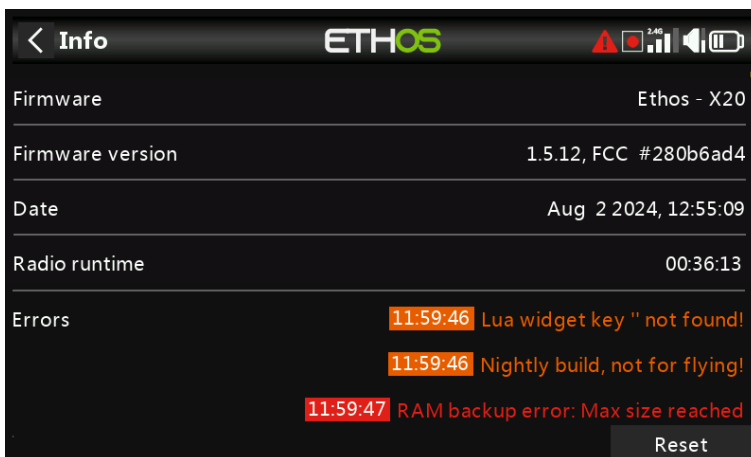 Info
ETHOS
2.4G
Firmware
Ethos - X20
Firmware version
1.5.12, FCC #280b6ad4
Date
Aug 2 2024, 12:55:09
Radio runtime
00:36:13
Errors
11:59:46 Lua widget key '' not found!
11:59:46 Nightly build, not for flying!
11:59:47 RAM backup error: Max size reached
Reset